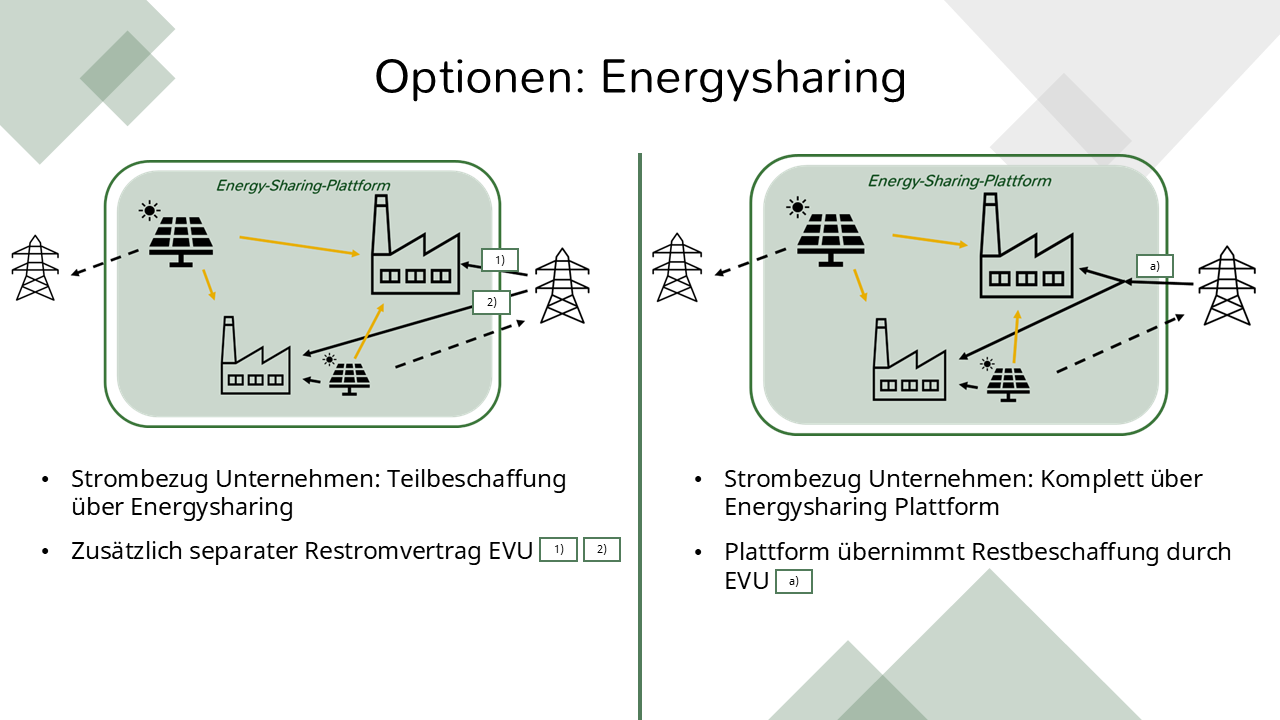 Optionen: Energysharing
Energy-Sharing-Plattform
1)
2)
• Strombezug Unternehmen: Teilbeschaffung
über Energysharing
• Zusätzlich separater Restromvertrag EVU 1) 2)
Energy-Sharing-Plattform
a)
• Strombezug Unternehmen: Komplett über
Energysharing Plattform
• Plattform übernimmt Restbeschaffung durch
EVU a)